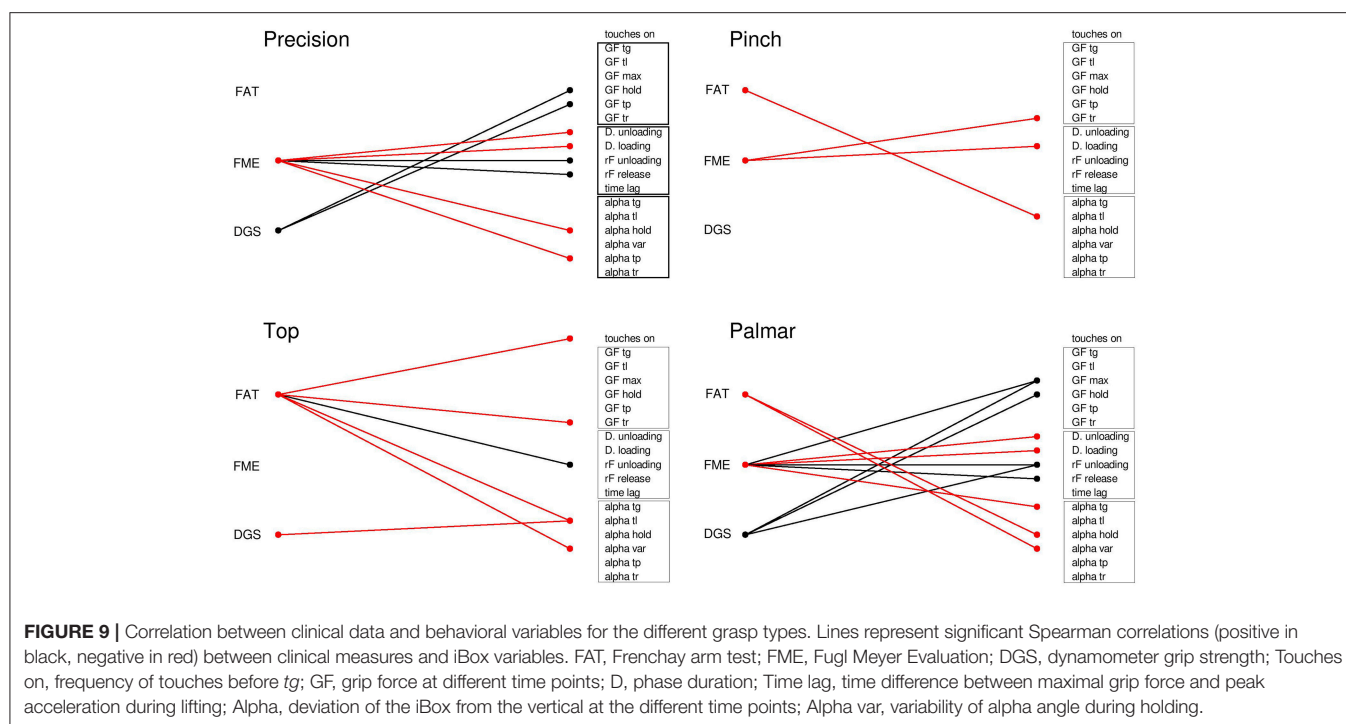 Precision
FAT
FME
DGS
touches on
GF tg
GF tl
GF max
GF hold
GF tp
GF tr
D. unloading
D. loading
rF unloading
rF release
time lag
alpha tg
alpha tl
alpha hold
alpha var
alpha tp
alpha tr
Pinch
FAT
FME
DGS
touches on
GF tg
GF tl
GF max
GF hold
GF tp
GF tr
D. unloading
D. loading
rF unloading
rF release
time lag
alpha tg
alpha tl
alpha hold
alpha var
alpha tp
alpha tr
Top
FAT
FME
DGS
touches on
GF tg
GF tl
GF max
GF hold
GF tp
GF tr
D. unloading
D. loading
rF unloading
rF release
time lag
alpha tg
alpha tl
alpha hold
alpha var
alpha tp
alpha tr
Palmar
FAT
FME
DGS
touches on
GF tg
GF tl
GF max
GF hold
GF tp
GF tr
D. unloading
D. loading
rF unloading
rF release
time lag
alpha tg
alpha tl
alpha hold
alpha var
alpha tp
alpha tr
FIGURE 9 | Correlation between clinical data and behavioral variables for the different grasp types. Lines represent significant Spearman correlations (positive in
black, negative in red) between clinical measures and iBox variables. FAT, Frenchay arm test; FME, Fugl Meyer Evaluation; DGS, dynamometer grip strength; Touches
on, frequency of touches before tg; GF, grip force at different time points; D, phase duration; Time lag, time difference between maximal grip force and peak
acceleration during lifting; Alpha, deviation of the iBox from the vertical at the different time points; Alpha var, variability of alpha angle during holding.